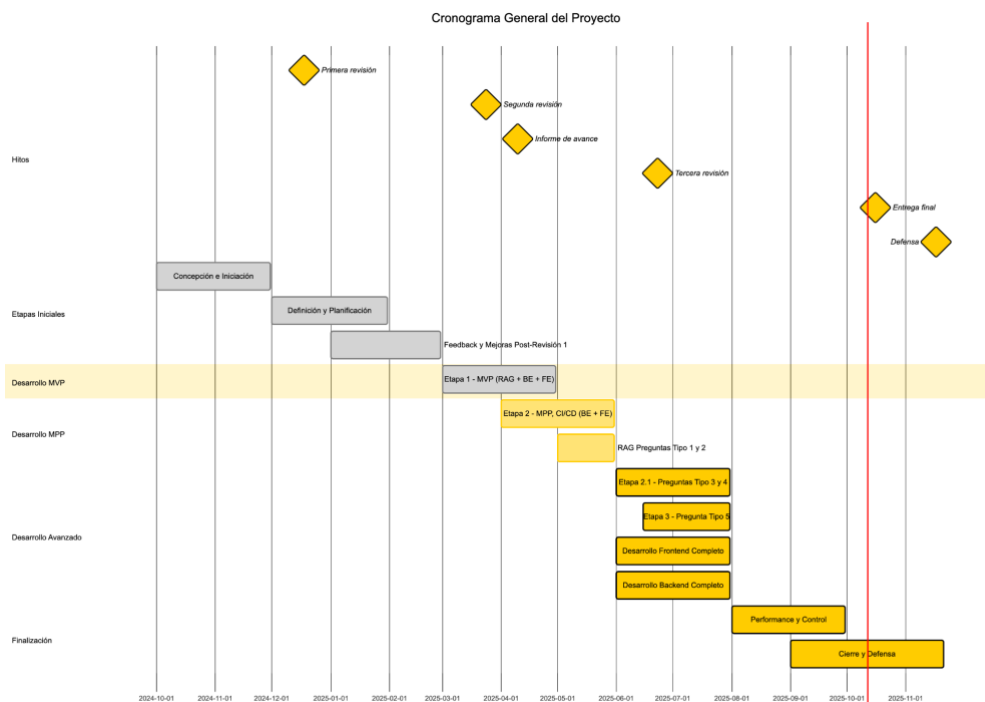 Cronograma General del Proyecto
Primera revisión
Segunda revisión
Informe de avance
Hitos
Tercera revisión
Entrega final
Defensa
Concepción e Iniciación
Definición y Planificación
Etapas Iniciales
Feedback y Mejoras Post-Revisión 1
Desarrollo MVP
Etapa 1 - MVP (RAG + BE + FE)
Etapa 2 - MPP, CI/CD (BE + FE)
Desarrollo MPP
RAG Preguntas Tipo 1 y 2
Etapa 2.1 - Preguntas Tipo 3 y 4
Etapa 3 - Pregunta Tipo 5
Desarrollo Avanzado
Desarrollo Frontend Completo
Desarrollo Backend Completo
Performance y Control
Finalización
Cierre y Defensa
2024-10-01 2024-11-01 2024-12-01 2025-01-01 2025-02-01 2025-03-01 2025-04-01 2025-05-01 2025-06-01 2025-07-01 2025-08-01 2025-09-01 2025-10-01 2025-11-01